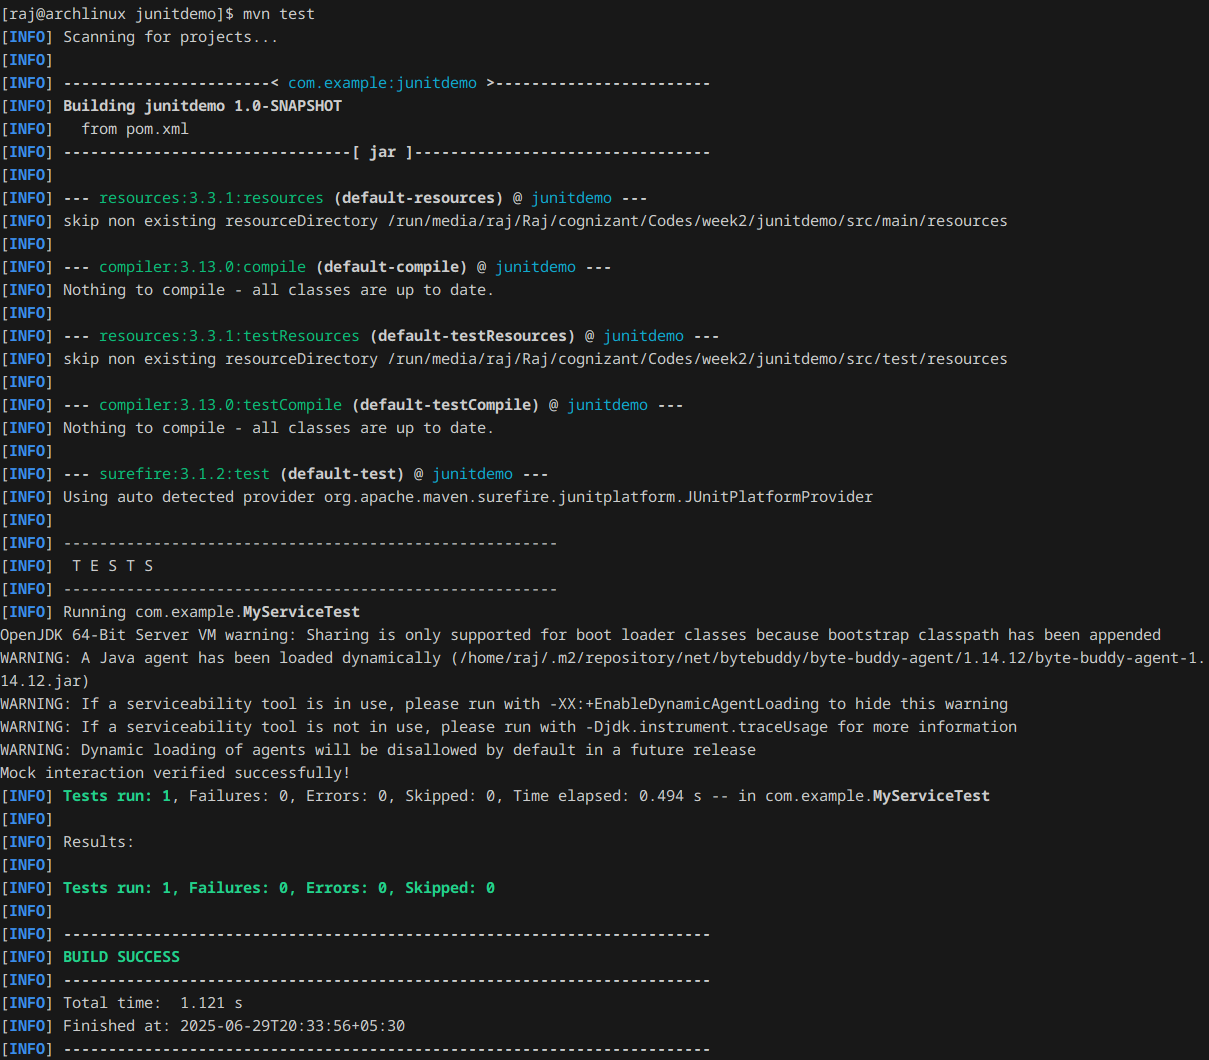 [raj@archlinux junitdemo]$ mvn test
[INFO] Scanning for projects...
[INFO]
[INFO] -----------------------< com.example:junitdemo >------------------------
[INFO] Building junitdemo 1.0-SNAPSHOT
[INFO]   from pom.xml
[INFO] --------------------------------[ jar ]---------------------------------
[INFO]
[INFO] --- resources:3.3.1:resources (default-resources) @ junitdemo ---
[INFO] skip non existing resourceDirectory /run/media/raj/Raj/cognizant/Codes/week2/junitdemo/src/main/resources
[INFO]
[INFO] --- compiler:3.13.0:compile (default-compile) @ junitdemo ---
[INFO] Nothing to compile - all classes are up to date.
[INFO]
[INFO] --- resources:3.3.1:testResources (default-testResources) @ junitdemo ---
[INFO] skip non existing resourceDirectory /run/media/raj/Raj/cognizant/Codes/week2/junitdemo/src/test/resources
[INFO]
[INFO] --- compiler:3.13.0:testCompile (default-testCompile) @ junitdemo ---
[INFO] Nothing to compile - all classes are up to date.
[INFO]
[INFO] --- surefire:3.1.2:test (default-test) @ junitdemo ---
[INFO] Using auto detected provider org.apache.maven.surefire.junitplatform.JUnitPlatformProvider
[INFO]
[INFO] -------------------------------------------------------
[INFO]  T E S T S
[INFO] -------------------------------------------------------
[INFO] Running com.example.MyServiceTest
OpenJDK 64-Bit Server VM warning: Sharing is only supported for boot loader classes because bootstrap classpath has been appended
WARNING: A Java agent has been loaded dynamically (/home/raj/.m2/repository/net/bytebuddy/byte-buddy-agent/1.14.12/byte-buddy-agent-1.
14.12.jar)
WARNING: If a serviceability tool is in use, please run with -XX:+EnableDynamicAgentLoading to hide this warning
WARNING: If a serviceability tool is not in use, please run with -Djdk.instrument.traceUsage for more information
WARNING: Dynamic loading of agents will be disallowed by default in a future release
Mock interaction verified successfully!
[INFO] Tests run: 1, Failures: 0, Errors: 0, Skipped: 0, Time elapsed: 0.494 s -- in com.example.MyServiceTest
[INFO]
[INFO] Results:
[INFO]
[INFO] Tests run: 1, Failures: 0, Errors: 0, Skipped: 0
[INFO]
[INFO] ------------------------------------------------------------------------
[INFO] BUILD SUCCESS
[INFO] ------------------------------------------------------------------------
[INFO] Total time:  1.121 s
[INFO] Finished at: 2025-06-29T20:33:56+05:30
[INFO] ------------------------------------------------------------------------